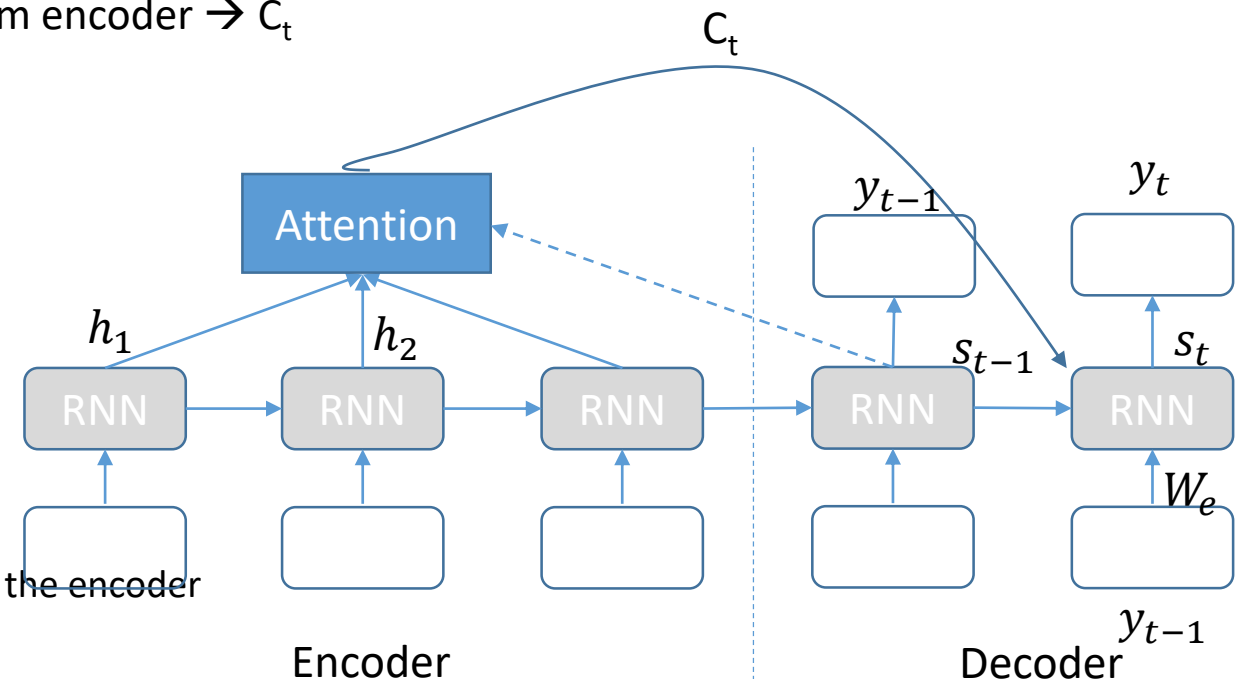 m encoder → Cₜ
Cₜ
Attention
yₜ₋₁
yₜ
h₁
h₂
sₜ₋₁
sₜ
RNN RNN RNN RNN RNN
Wₑ
the encoder
yₜ₋₁
Encoder
Decoder